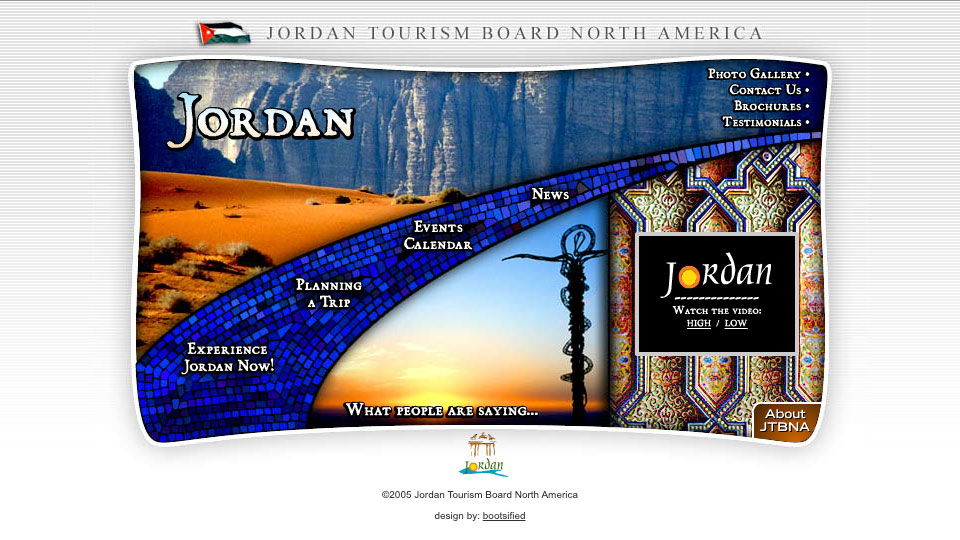 JORDAN TOURISM BOARD NORTH AMERICA
Photo Gallery •
Contact Us •
Brochures •
Testimonials •
Jordan
News
Events
Calendar
Planning
a Trip
Experience
Jordan Now!
Jordan
Watch the video:
HIGH / LOW
What people are saying...
About
JTBNA
Jordan
©2005 Jordan Tourism Board North America
design by: bootsified